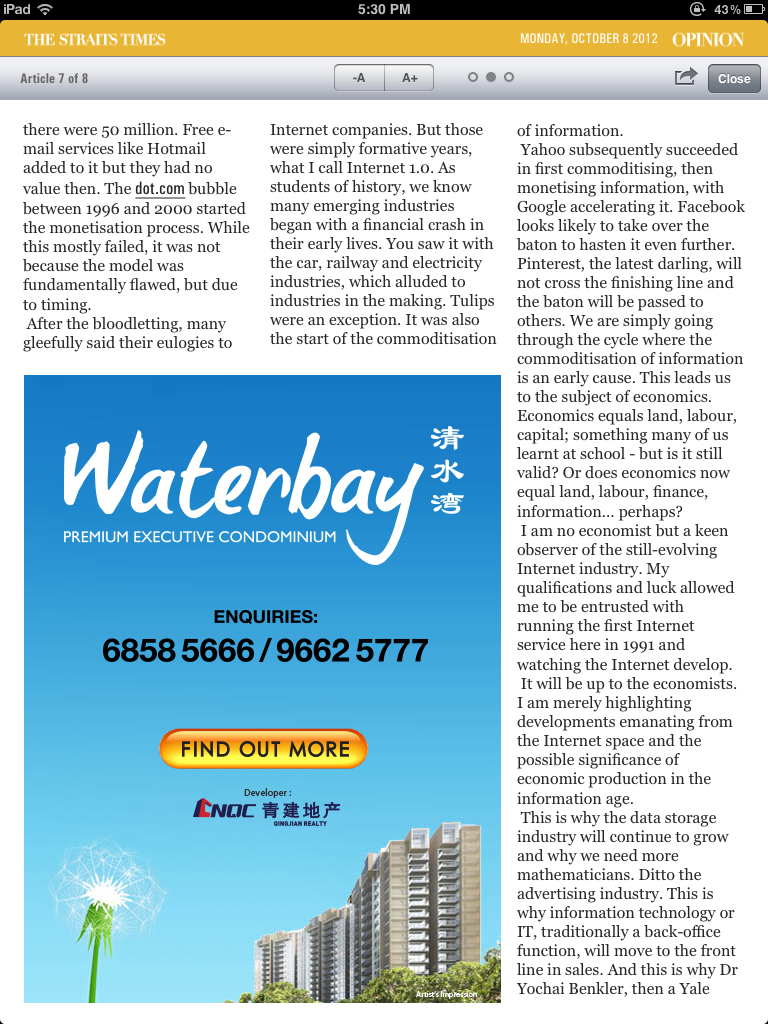 iPad
5:30 PM
43%
THE STRAITS TIMES
MONDAY, OCTOBER 8 2012 OPINION
Article 7 of 8
-A A+
Close
there were 50 million. Free e-
mail services like Hotmail
added to it but they had no
value then. The dot.com bubble
between 1996 and 2000 started
the monetisation process. While
this mostly failed, it was not
because the model was
fundamentally flawed, but due
to timing.
After the bloodletting, many
gleefully said their eulogies to
Internet companies. But those
were simply formative years,
what I call Internet 1.0. As
students of history, we know
many emerging industries
began with a financial crash in
their early lives. You saw it with
the car, railway and electricity
industries, which alluded to
industries in the making. Tulips
were an exception. It was also
the start of the commoditisation
of information.
Yahoo subsequently succeeded
in first commoditising, then
monetising information, with
Google accelerating it. Facebook
looks likely to take over the
baton to hasten it even further.
Pinterest, the latest darling, will
not cross the finishing line and
the baton will be passed to
others. We are simply going
through the cycle where the
commoditisation of information
is an early cause. This leads us
to the subject of economics.
Economics equals land, labour,
capital; something many of us
learnt at school - but is it still
valid? Or does economics now
equal land, labour, finance,
information... perhaps?
I am no economist but a keen
observer of the still-evolving
Internet industry. My
qualifications and luck allowed
me to be entrusted with
running the first Internet
service here in 1991 and
watching the Internet develop.
It will be up to the economists.
I am merely highlighting
developments emanating from
the Internet space and the
possible significance of
economic production in the
information age.
This is why the data storage
industry will continue to grow
and why we need more
mathematicians. Ditto the
advertising industry. This is
why information technology or
IT, traditionally a back-office
function, will move to the front
line in sales. And this is why Dr
Yochai Benkler, then a Yale
Waterbay
清水湾
PREMIUM EXECUTIVE CONDOMINIUM
ENQUIRIES:
6858 5666 / 9662 5777
FIND OUT MORE
Developer :
CNQC 青建地产
QINGJIAN REALTY
Artist's Impression